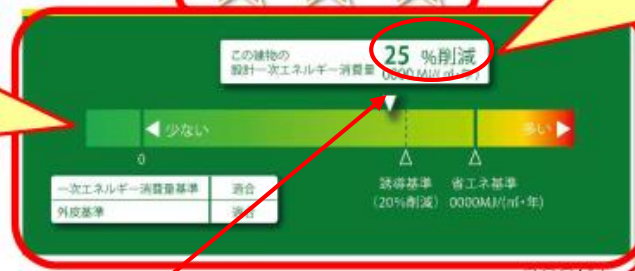 この建物の
設計一次エネルギー消費量
25 %削減
0000 MJ/(㎡・年)
◀ 少ない
多い ▶
0
誘導基準
(20%削減)
省エネ基準
0000MJ/(㎡・年)
一次エネルギー消費量基準 適合
外皮基準 適合